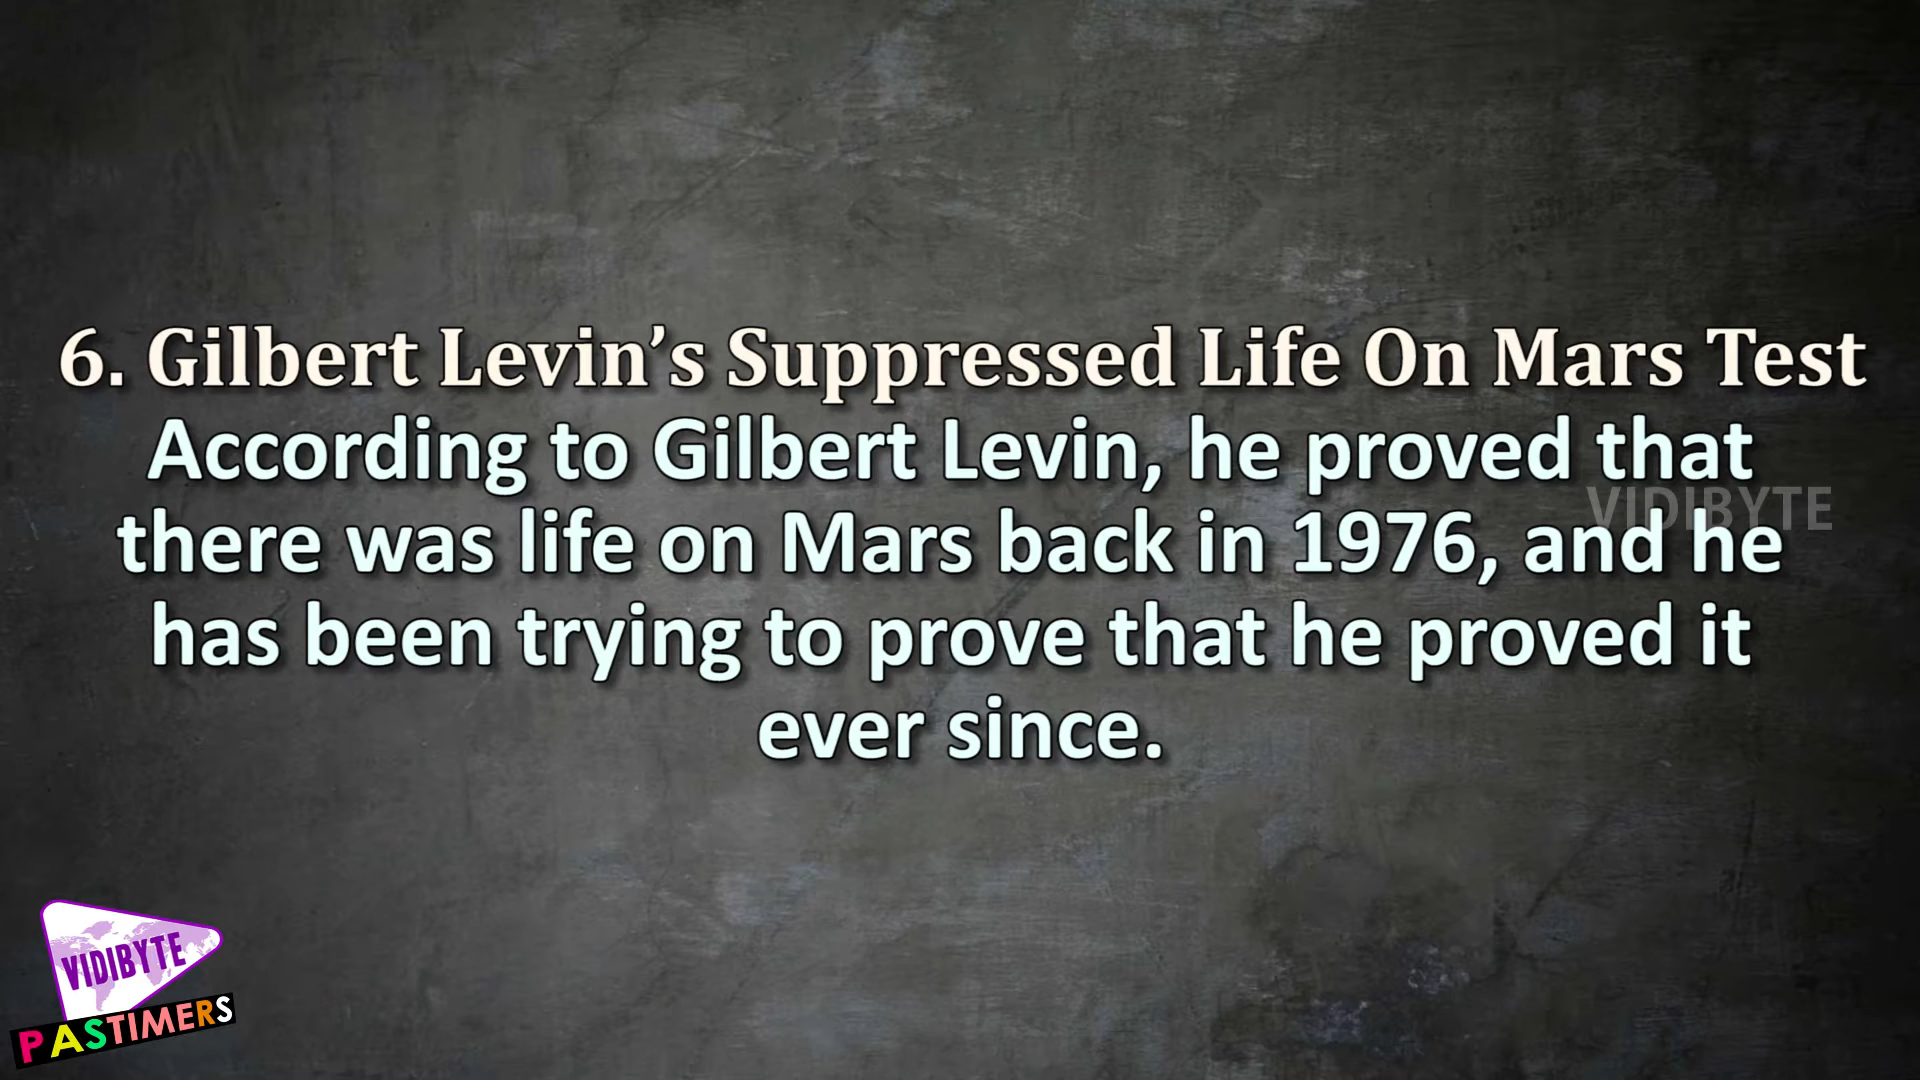 6. Gilbert Levin’s Suppressed Life On Mars Test
According to Gilbert Levin, he proved that
there was life on Mars back in 1976, and he
has been trying to prove that he proved it
ever since.
VIDIBYTE
VIDIBYTE
PASTIMERS